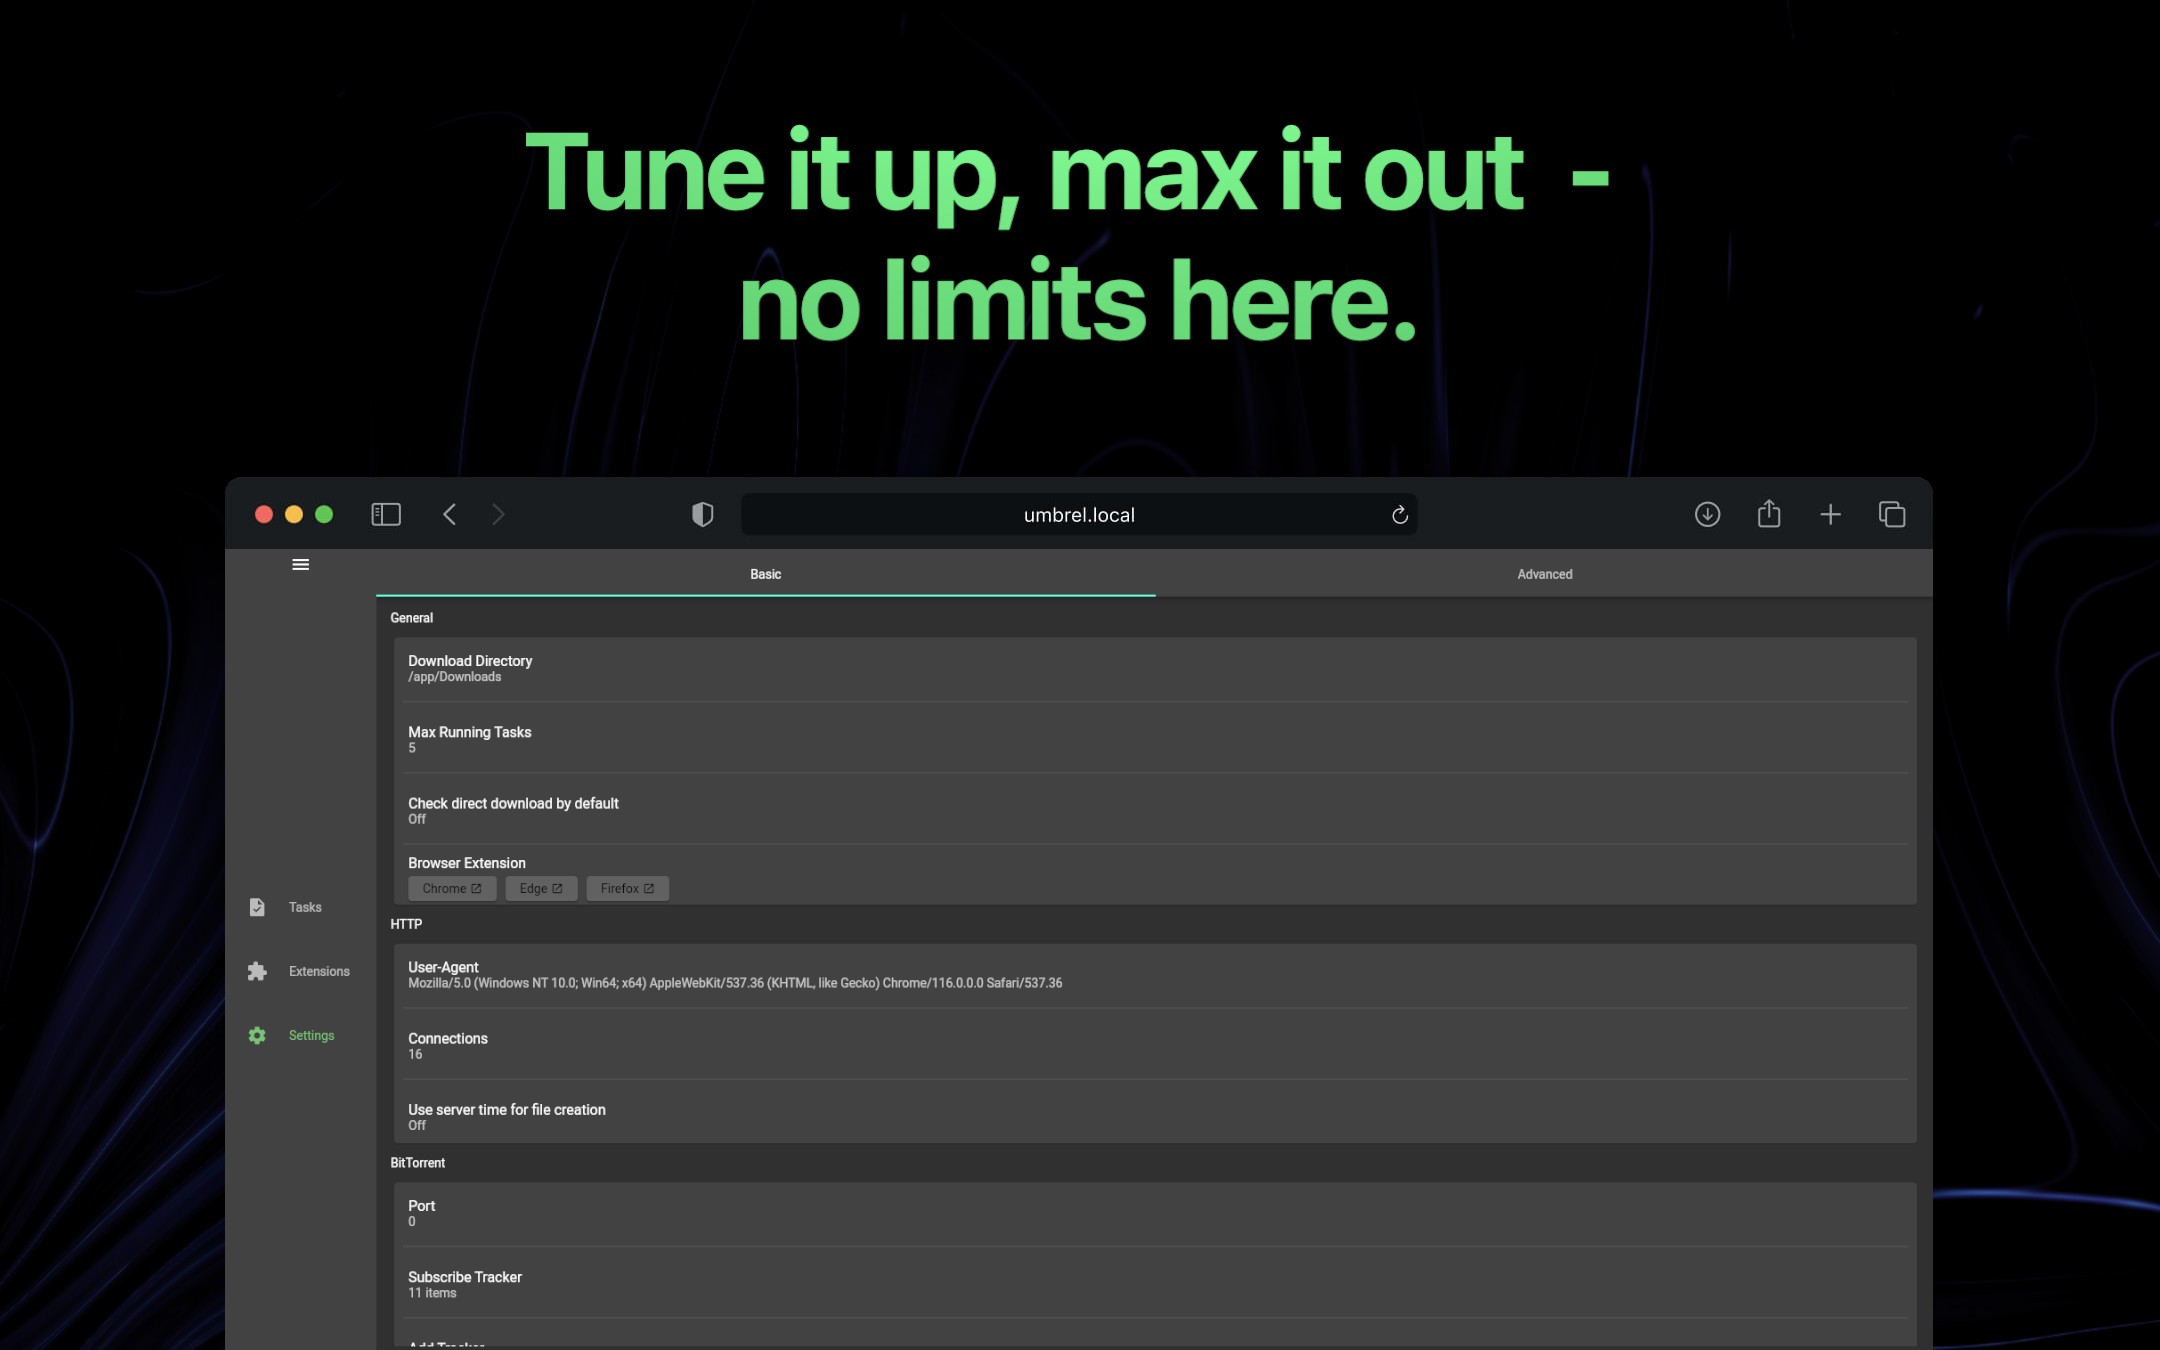 Tune it up, max it out -
no limits here.
umbrel.local
Basic
Advanced
General
Download Directory
/app/Downloads
Max Running Tasks
5
Check direct download by default
Off
Browser Extension
Chrome
Edge
Firefox
Tasks
HTTP
User-Agent
Mozilla/5.0 (Windows NT 10.0; Win64; x64) AppleWebKit/537.36 (KHTML, like Gecko) Chrome/116.0.0.0 Safari/537.36
Extensions
Connections
16
Settings
Use server time for file creation
Off
BitTorrent
Port
0
Subscribe Tracker
11 items